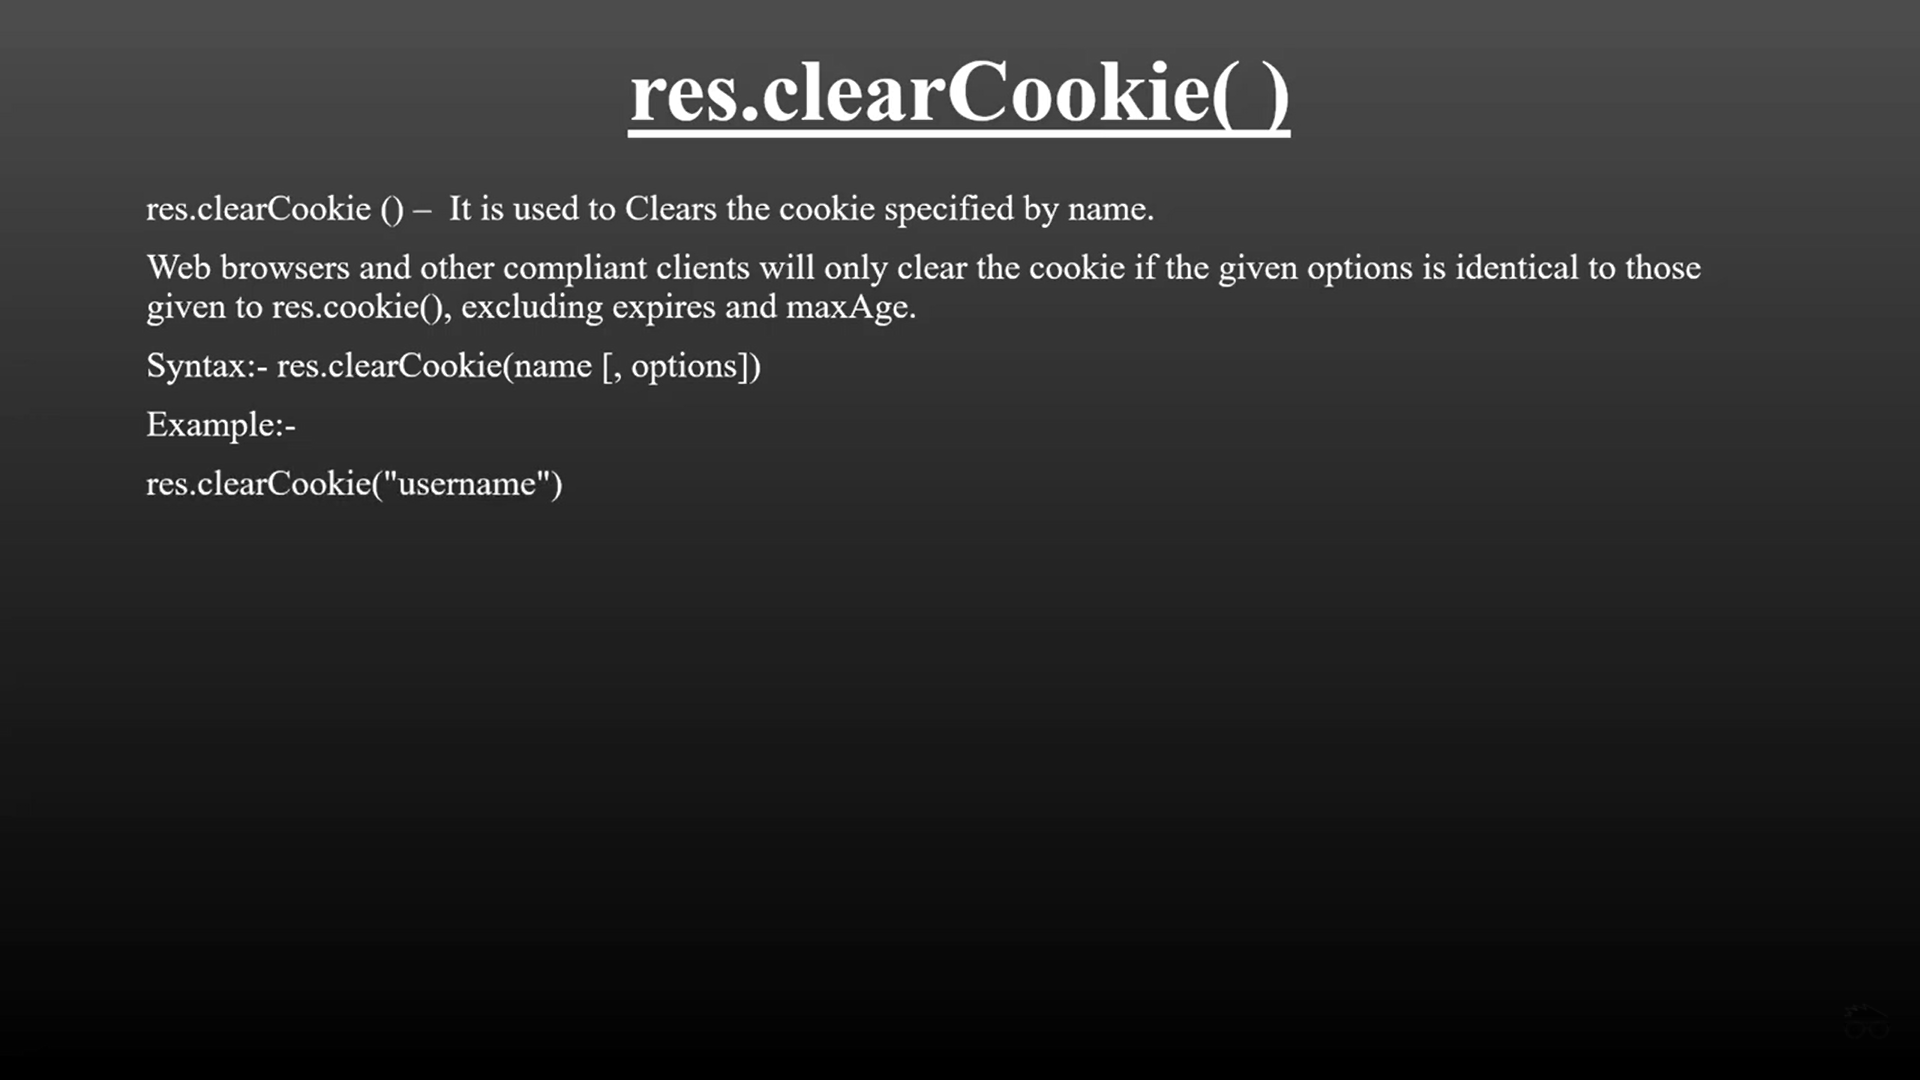 res.clearCookie( )
res.clearCookie () –  It is used to Clears the cookie specified by name.
Web browsers and other compliant clients will only clear the cookie if the given options is identical to those
given to res.cookie(), excluding expires and maxAge.
Syntax:- res.clearCookie(name [, options])
Example:-
res.clearCookie("username")